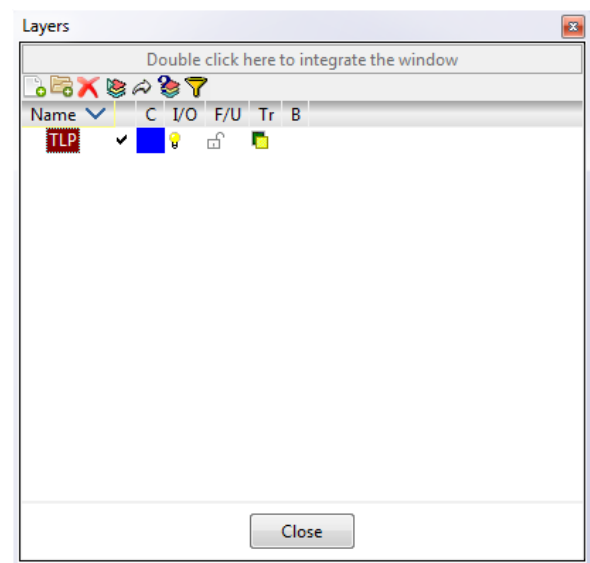 Layers
Double click here to integrate the window
Name C I/O F/U Tr B
TLP
Close